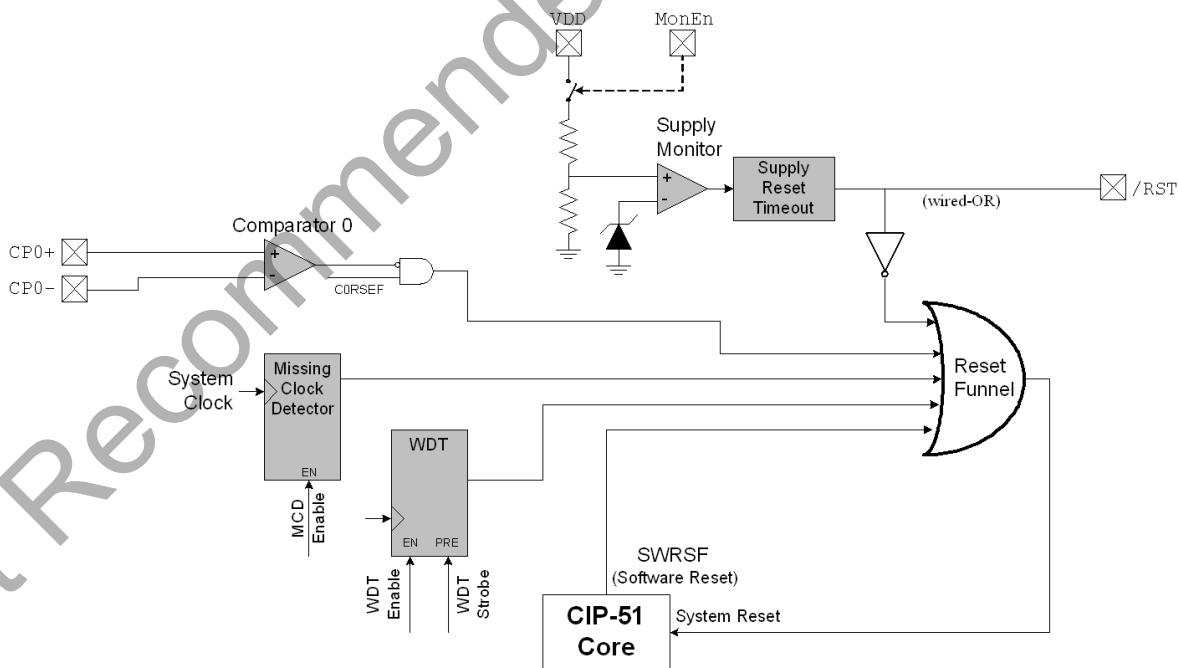 VDD
MonEn
Supply
Monitor
+
-
Supply
Reset
Timeout
(wired-OR)
/RST
Comparator 0
CP0+
CP0-
+
-
C0RSEF
System
Clock
Missing
Clock
Detector
EN
MCD
Enable
WDT
EN
PRE
WDT
Enable
WDT
Strobe
Reset
Funnel
SWRSF
(Software Reset)
CIP-51
Core
System Reset
Recommende